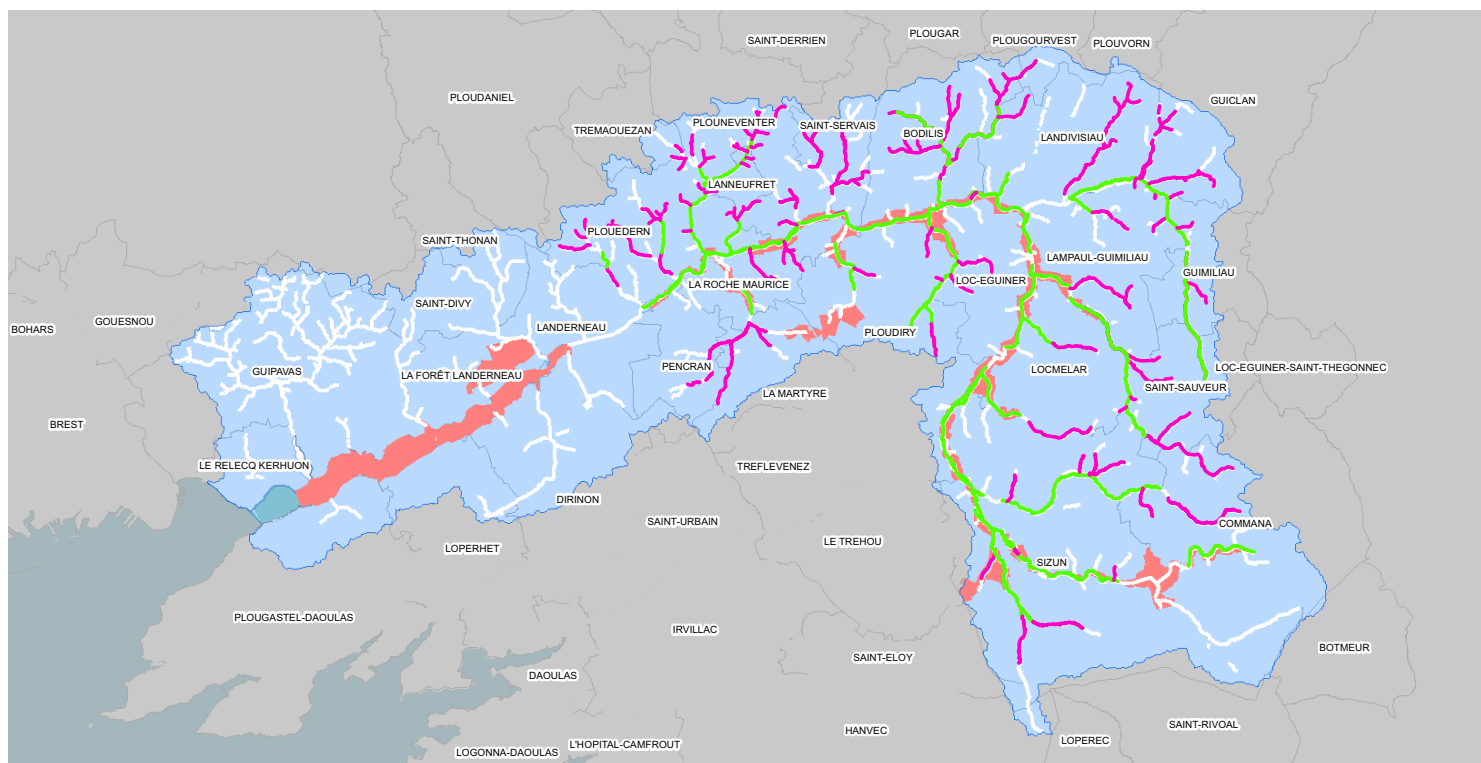 PLOUGAR
SAINT-DERRIEN
PLOUGOURVEST
PLOUVORN
PLOUDANIEL
GUICLAN
TREMAOUEZAN
PLOUNEVENTER
SAINT-SERVAIS
BODILIS
LANDIVISIAU
LANNEUFRET
PLOUEDERN
SAINT-THONAN
LAMPAUL-GUIMILIAU
GUIMILIAU
LA ROCHE MAURICE
LOC-EGUINER
SAINT-DIVY
GOUESNOU
BOHARS
LANDERNEAU
PLOUDIRY
PENCRAN
GUIPAVAS
LA FORÊT LANDERNEAU
LOCMELAR
LOC-EGUINER-SAINT-THEGONNEC
SAINT-SAUVEUR
LA MARTYRE
BREST
LE RELECQ KERHUON
TREFLEVENEZ
DIRINON
SAINT-URBAIN
COMMANA
LE TREHOU
LOPERHET
SIZUN
PLOUGASTEL-DAOULAS
IRVILLAC
BOTMEUR
SAINT-ELOY
DAOULAS
SAINT-RIVOAL
HANVEC
LOPEREC
L'HOPITAL-CAMFROUT
LOGONNA-DAOULAS